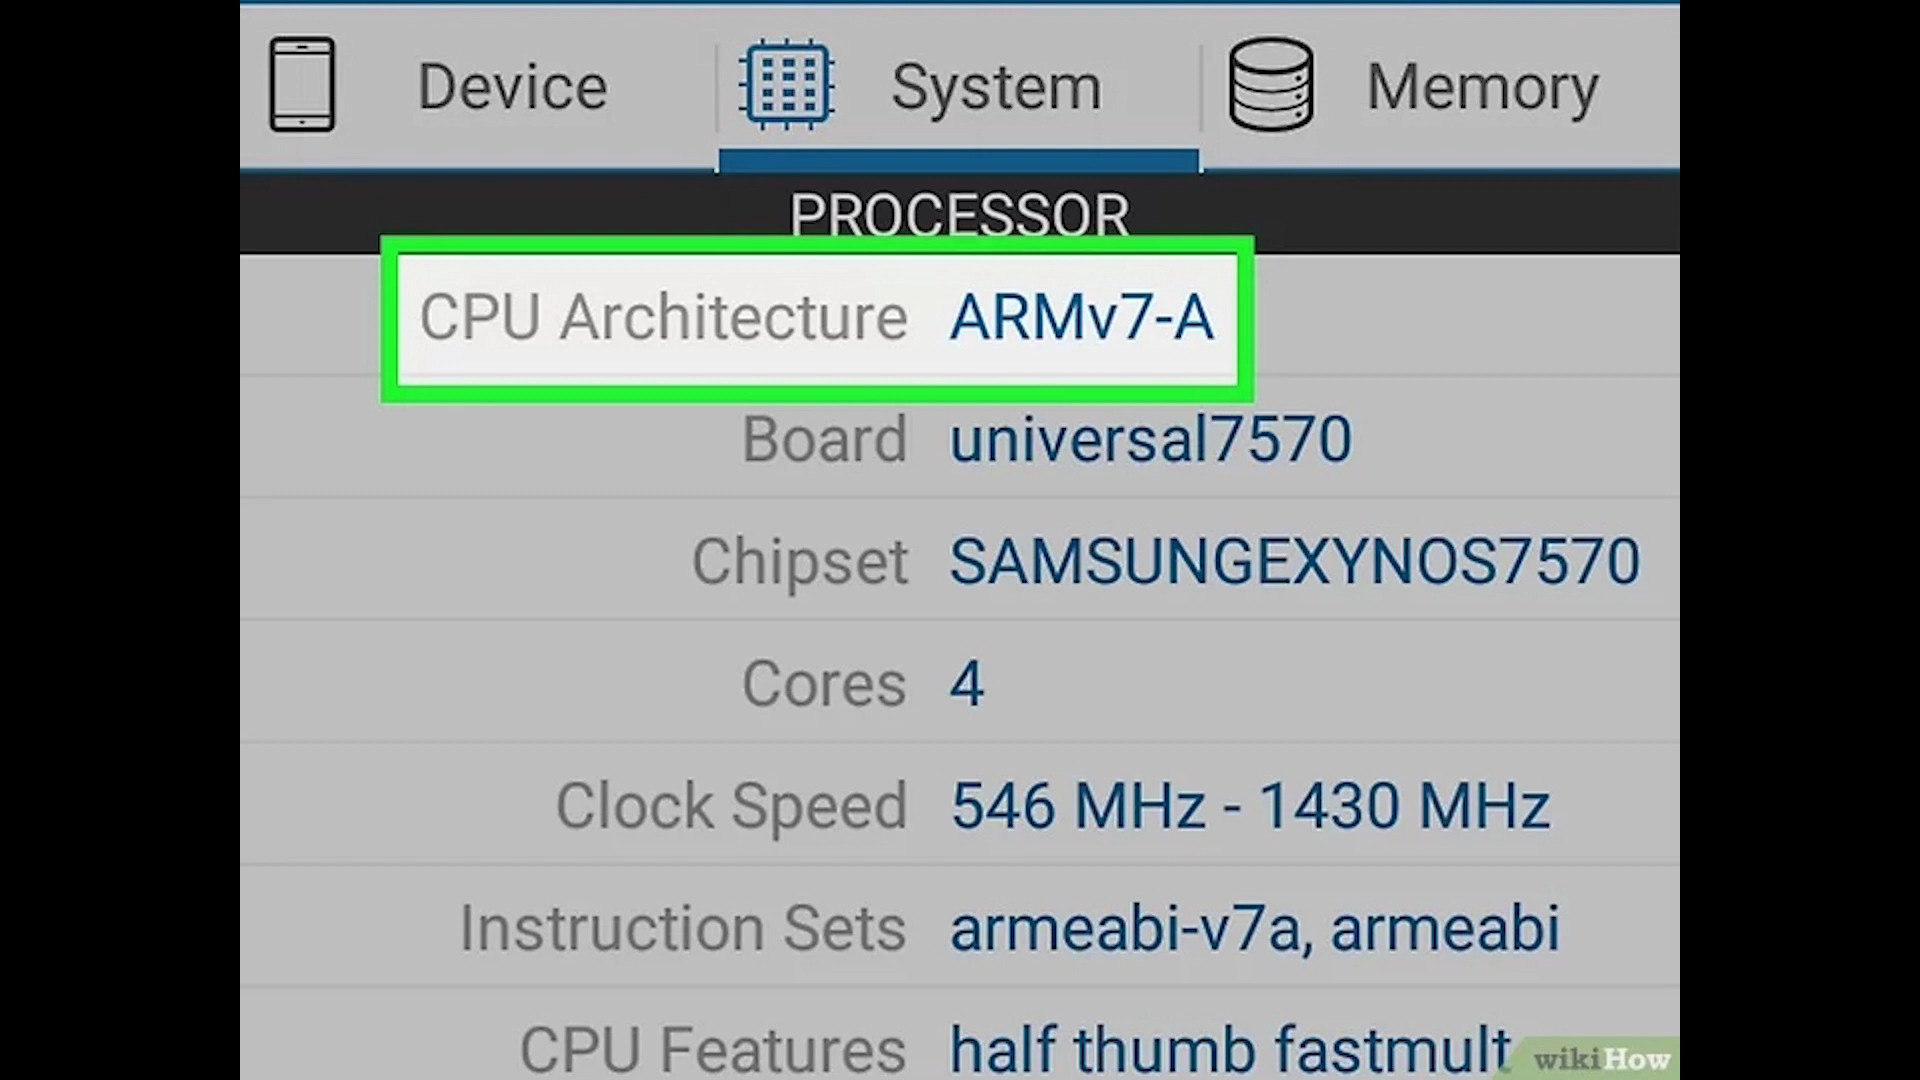 Device System Memory
PROCESSOR
CPU Architecture ARMv7-A
Board universal7570
Chipset SAMSUNGEXYNOS7570
Cores 4
Clock Speed 546 MHz - 1430 MHz
Instruction Sets armeabi-v7a, armeabi
CPU Features half thumb fastmult
wikiHow